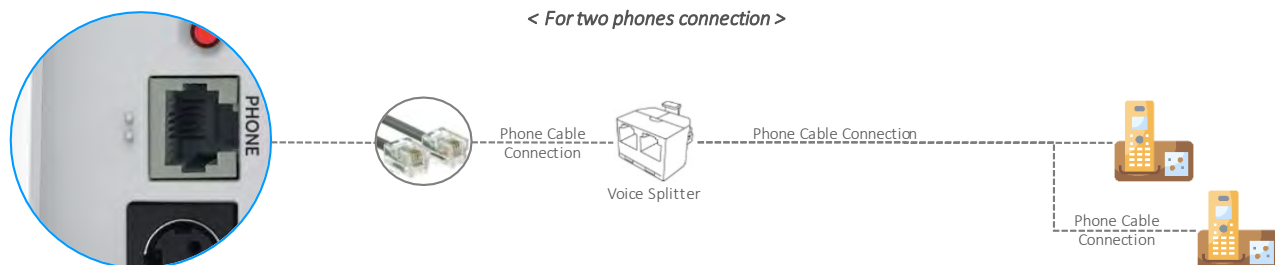 < For two phones connection >
PHONE
Phone Cable
Connection
Voice Splitter
Phone Cable Connection
Phone Cable
Connection